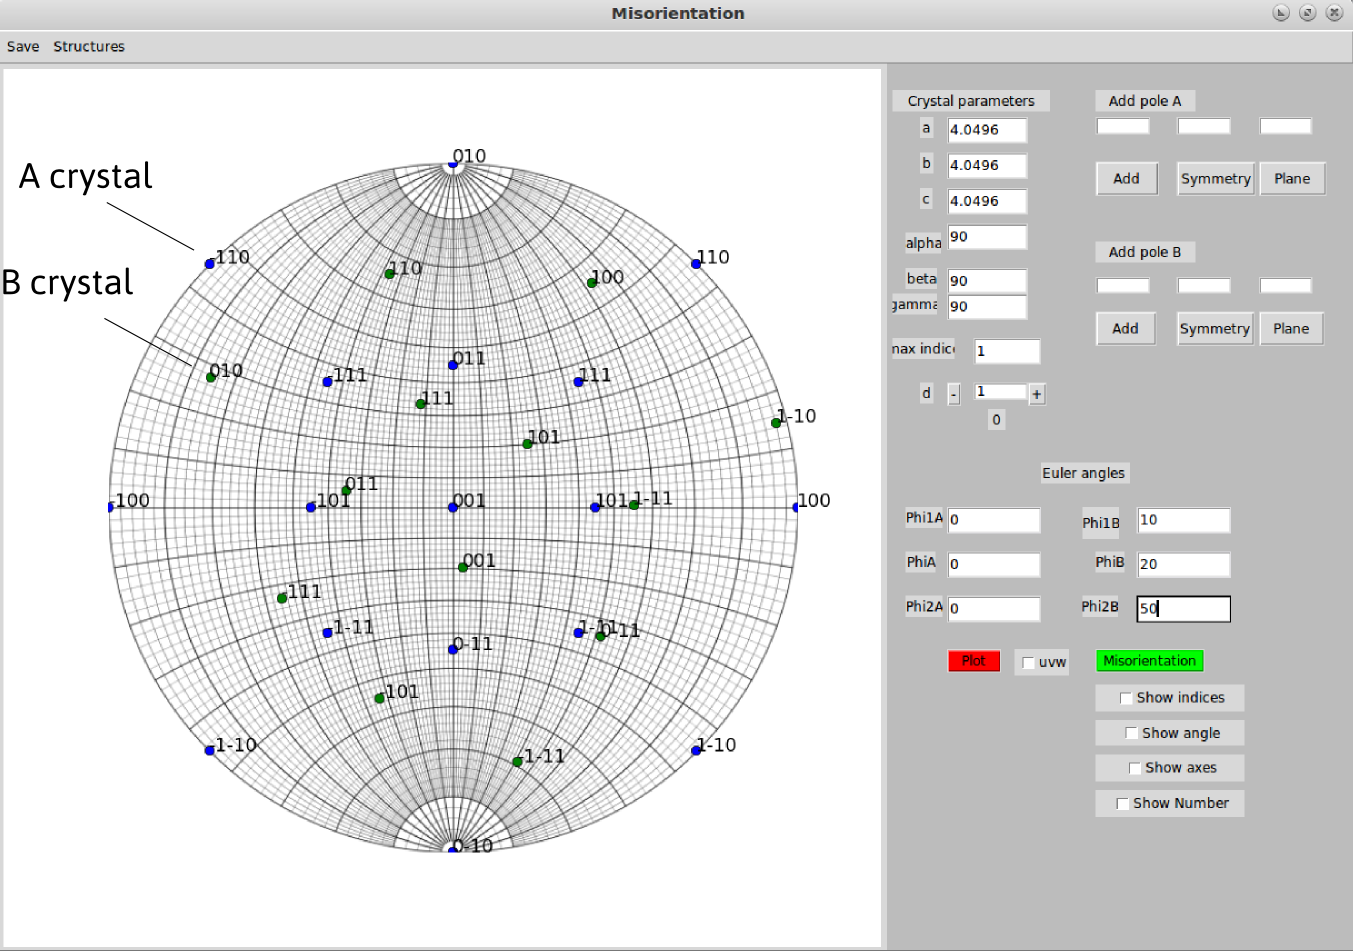 Misorientation
Save Structures
A crystal
B crystal
010
-110
110
110
100
010
011
-111
111
111
1-10
101
011
-100
-101
001
101
1-11
100
001
-111
-1-11
1-11
0-11
0-11
-101
-1-10
1-10
-1-11
0-10
Crystal parameters
a 4.0496
b 4.0496
c 4.0496
alpha 90
beta 90
gamma 90
max indices 1
d - 1 +
0
Add pole A
Add Symmetry Plane
Add pole B
Add Symmetry Plane
Euler angles
Phi1A 0 Phi1B 10
PhiA 0 PhiB 20
Phi2A 0 Phi2B 50
Plot uvw Misorientation
Show indices
Show angle
Show axes
Show Number